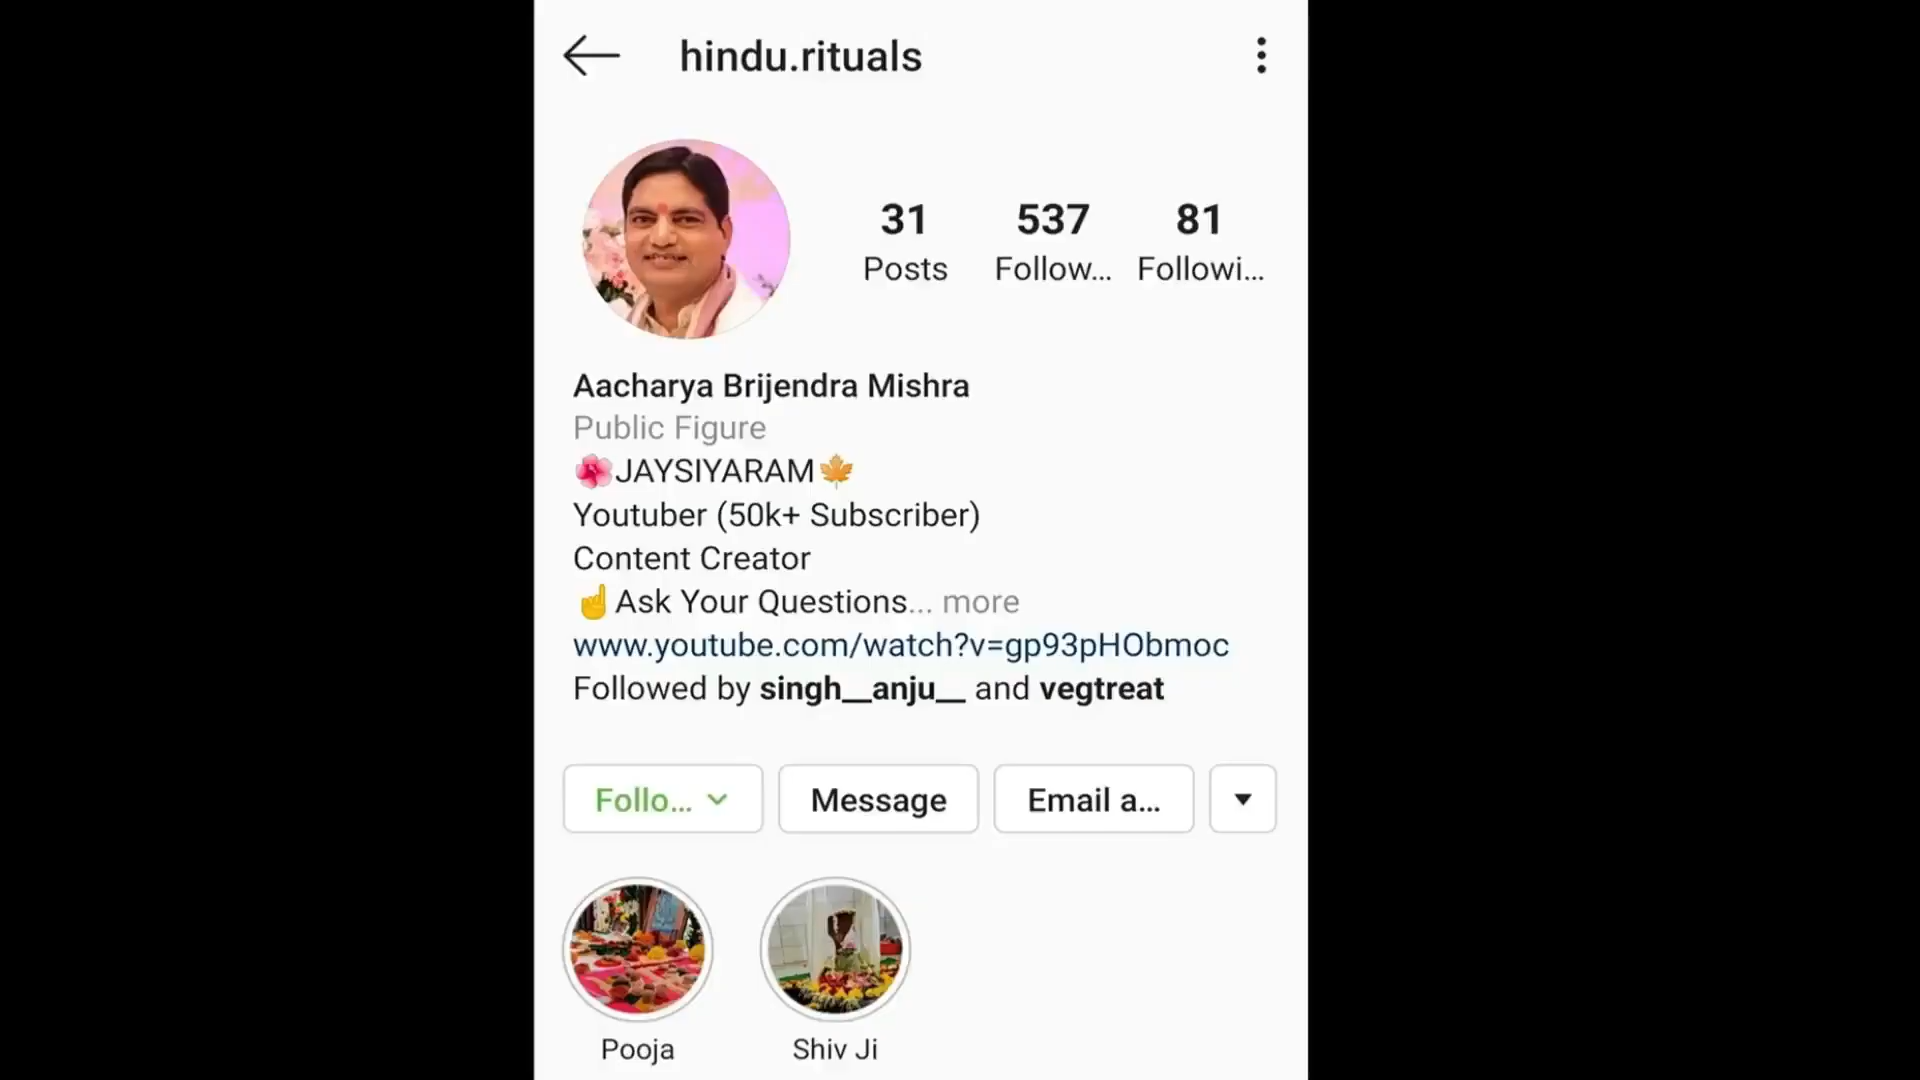 hindu.rituals
31 537 81
Posts Follow... Followi...
Aacharya Brijendra Mishra
Public Figure
🌺JAYSIYARAM🍁
Youtuber (50k+ Subscriber)
Content Creator
☝Ask Your Questions... more
www.youtube.com/watch?v=gp93pHObmoc
Followed by singh__anju__ and vegtreat
Follo... Message Email a...
Pooja Shiv Ji